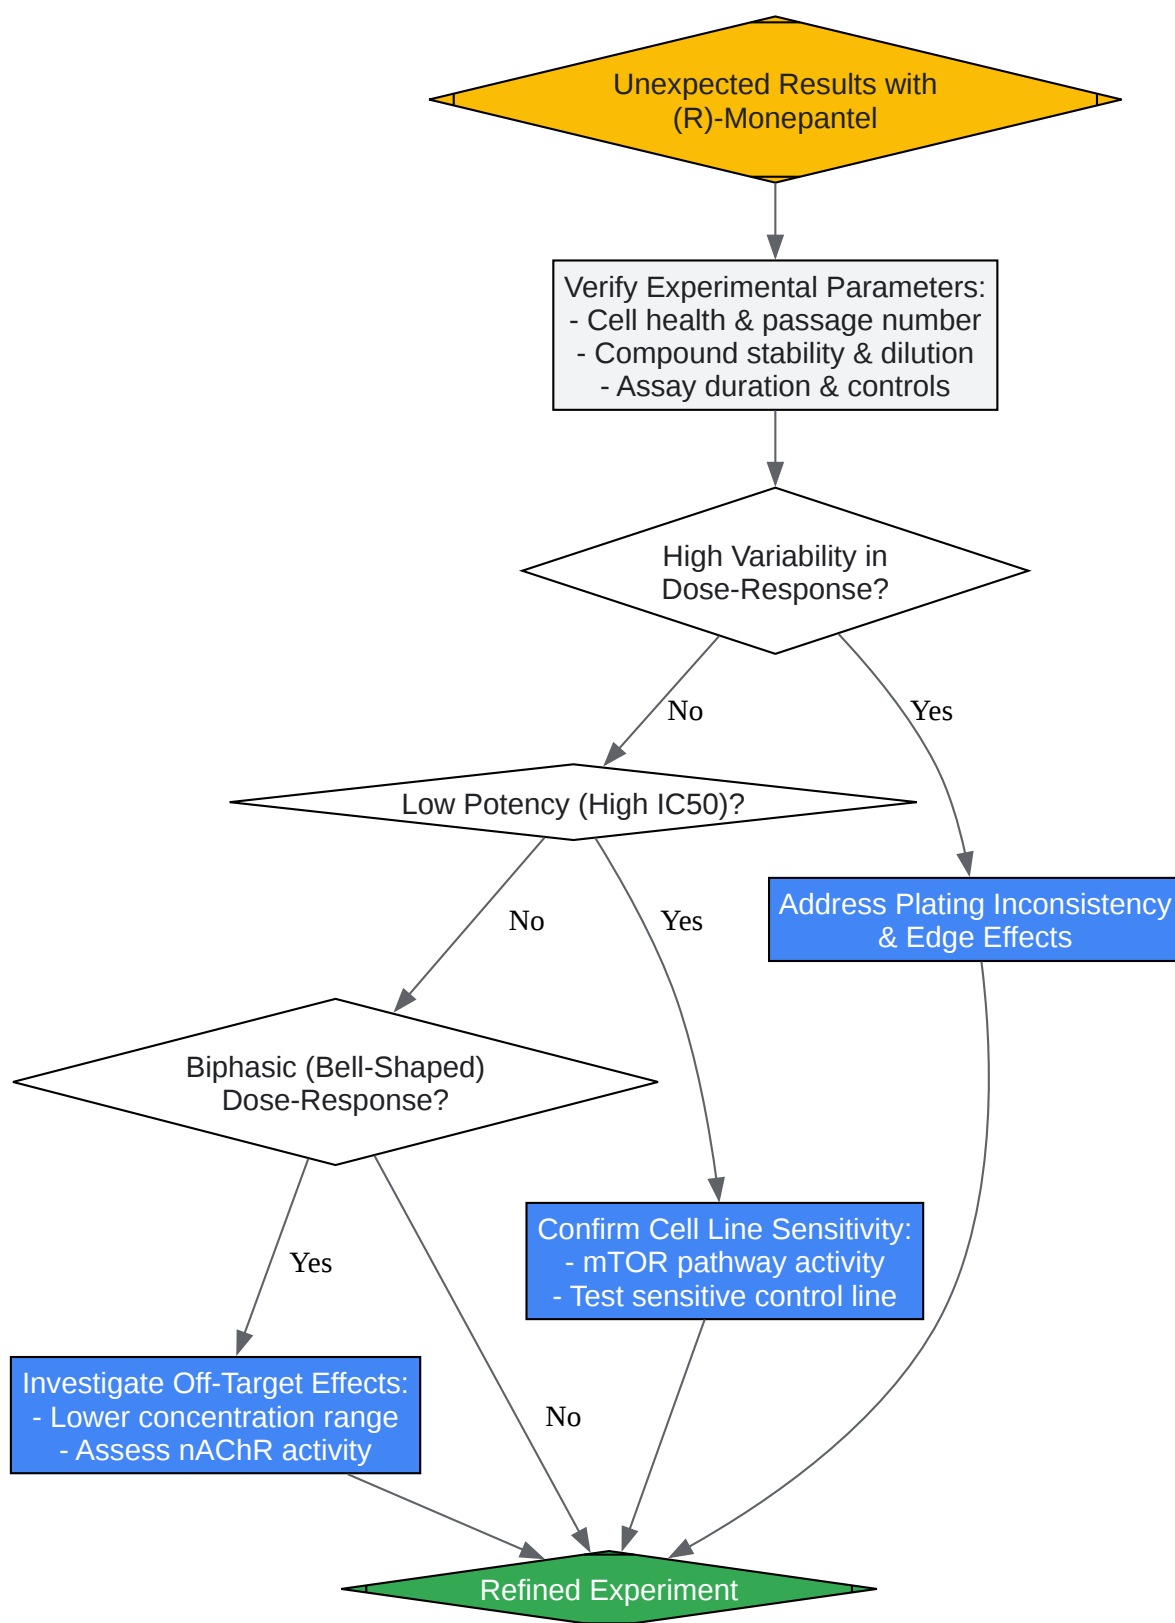 Unexpected Results with
(R)-Monepantel
Verify Experimental Parameters:
- Cell health & passage number
- Compound stability & dilution
- Assay duration & controls
High Variability in
Dose-Response?
No
Yes
Low Potency (High IC50)?
Address Plating Inconsistency
& Edge Effects
No
Yes
Biphasic (Bell-Shaped)
Dose-Response?
Confirm Cell Line Sensitivity:
- mTOR pathway activity
- Test sensitive control line
Yes
Investigate Off-Target Effects:
- Lower concentration range
- Assess nAChR activity
No
Refined Experiment